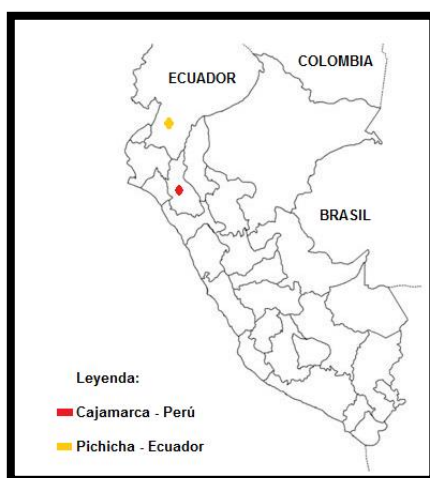 COLOMBIA
ECUADOR
BRASIL
Leyenda:
Cajamarca - Perú
Pichicha - Ecuador